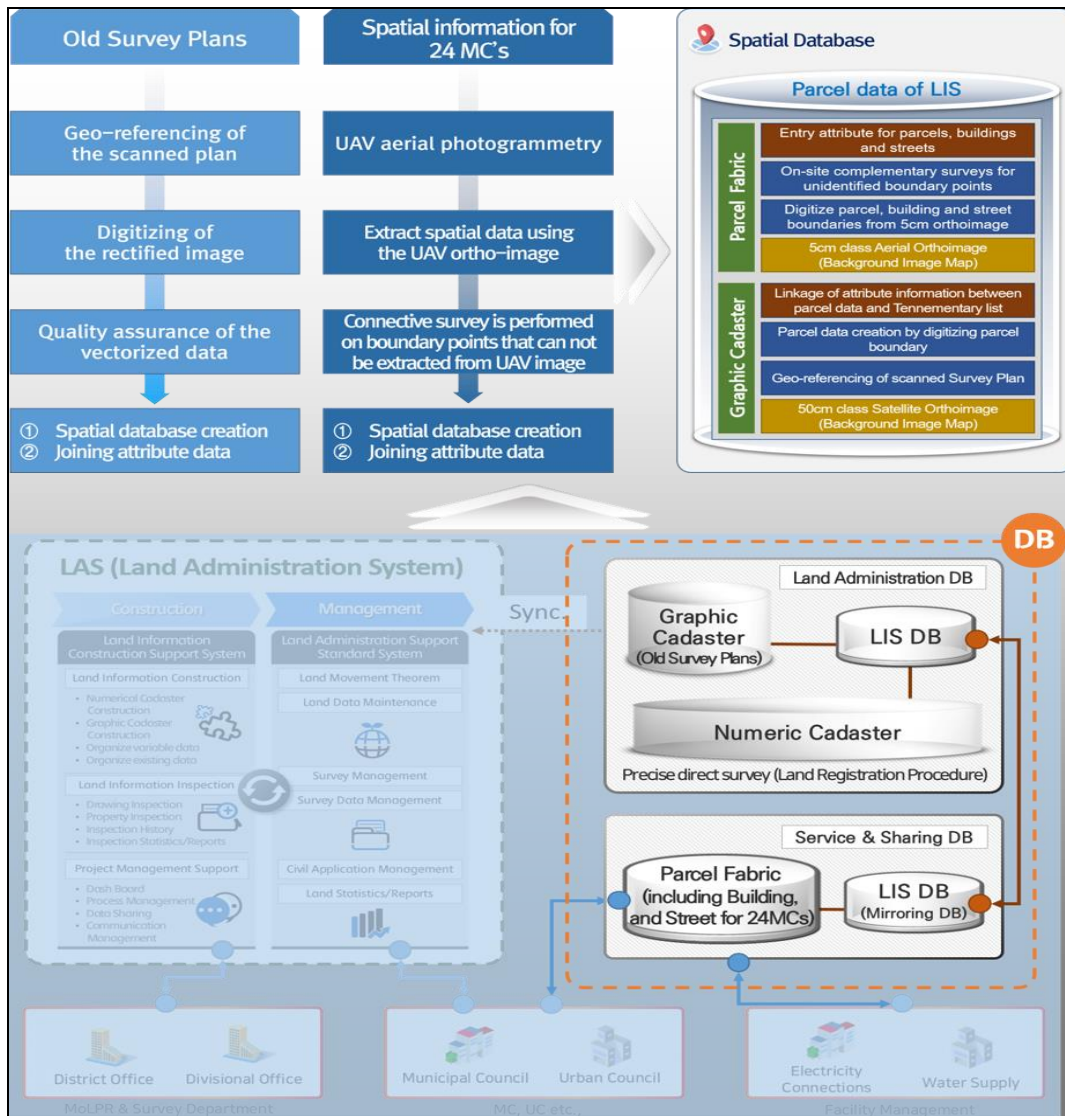 Old Survey Plans
Geo-referencing of
the scanned plan
Digitizing of
the rectified image
Quality assurance of the
vectorized data
① Spatial database creation
② Joining attribute data
Spatial information for
24 MC's
UAV aerial photogrammetry
Extract spatial data using
the UAV ortho-image
Connective survey is performed
on boundary points that can not
be extracted from UAV image
① Spatial database creation
② Joining attribute data
Spatial Database
Parcel data of LIS
Parcel Fabric
Entry attribute for parcels, buildings
and streets
On-site complementary surveys for
unidentified boundary points
Digitize parcel, building and street
boundaries from 5cm orthoimage
5cm class Aerial Orthoimage
(Background Image Map)
Graphic Cadaster
Linkage of attribute information between
parcel data and Tennementary list
Parcel data creation by digitizing parcel
boundary
Geo-referencing of scanned Survey Plan
50cm class Satellite Orthoimage
(Background Image Map)
LAS (Land Administration System)
Construction
Land Information
Construction Support System
Land Information Construction
• Numerical Cadaster
Construction
• Graphic Cadaster
Construction
• Organize variable data
• Organize existing data
Land Information Inspection
• Drawing Inspection
• Property Inspection
• Inspection History
• Inspection Statistics/Reports
Project Management Support
• Dash Board
• Process Management
• Data Sharing
• Communication
Management
Management
Land Administration Support
Standard System
Land Movement Theorem
Land Data Maintenance
Survey Management
Survey Data Management
Civil Application Management
Land Statistics/Reports
Sync.
DB
Land Administration DB
Graphic
Cadaster
(Old Survey Plans)
LIS DB
Numeric Cadaster
Precise direct survey (Land Registration Procedure)
Service & Sharing DB
Parcel Fabric
(including Building,
and Street for 24MCs)
LIS DB
(Mirroring DB)
District Office
Divisional Office
MoLPR & Survey Department
Municipal Council
Urban Council
MC, UC etc.,
Electricity
Connections
Water Supply
Facility Management